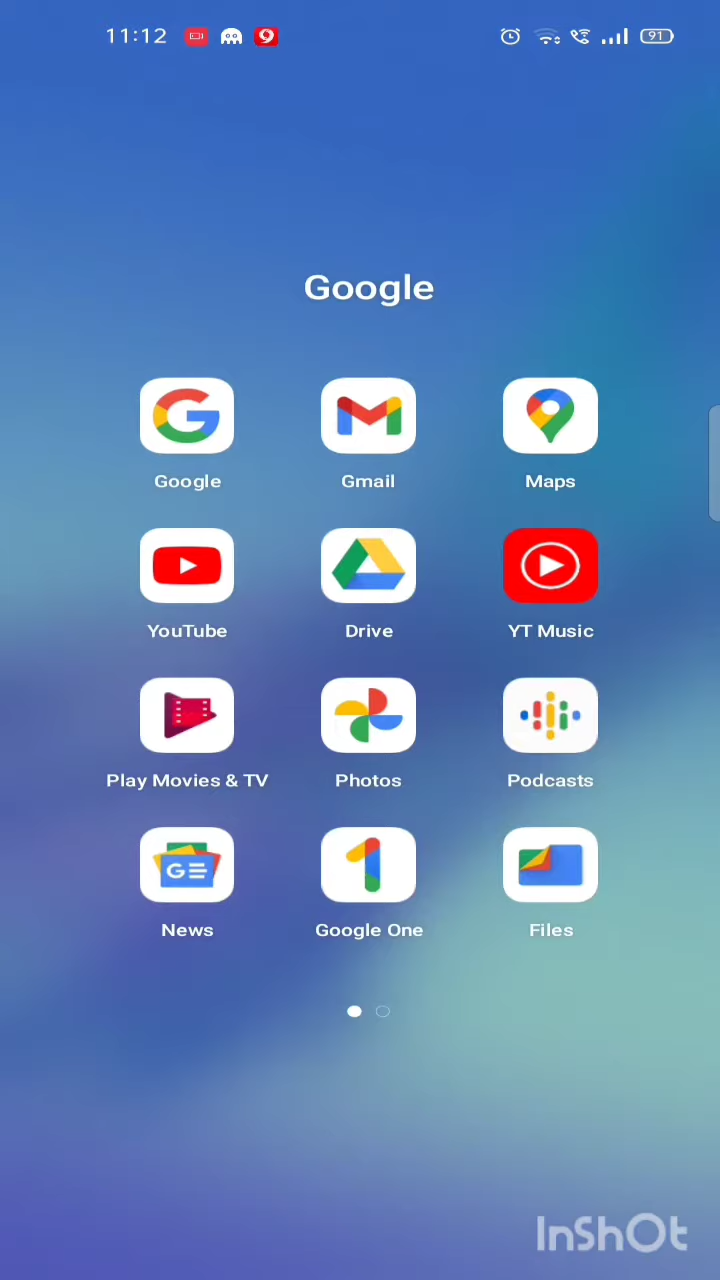 11:12 91
Google
Google Gmail Maps
YouTube Drive YT Music
Play Movies & TV Photos Podcasts
News Google One Files
InShOt